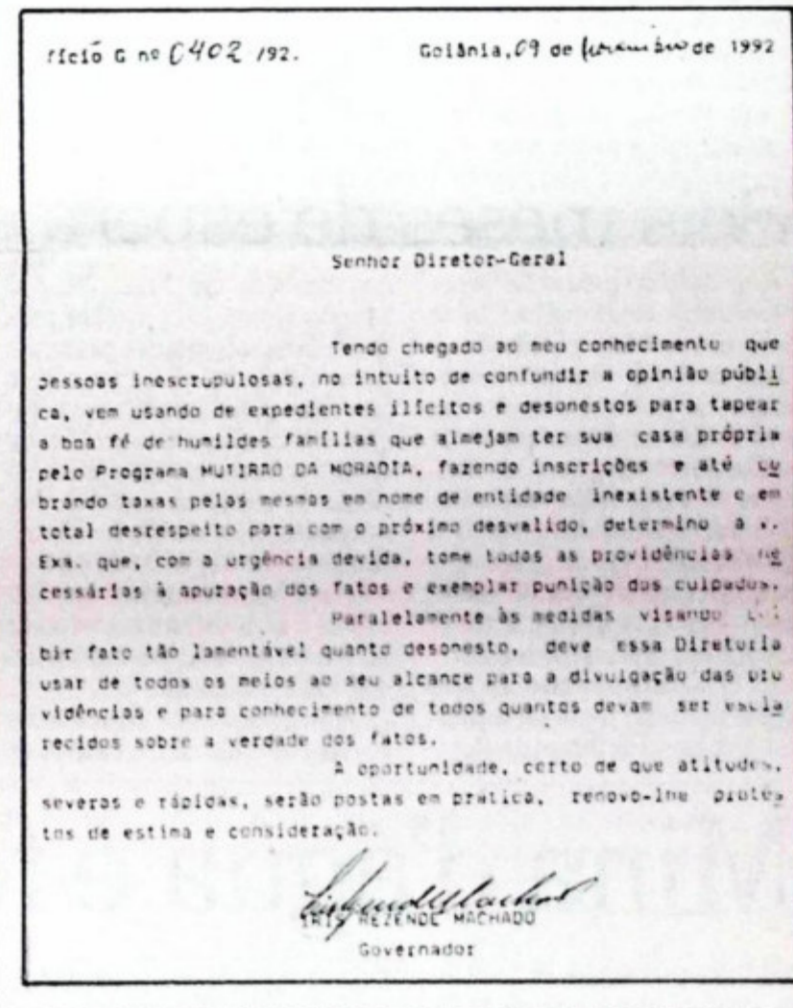 fício G nº 0402 /92. Goiânia, 09 de novembro de 1992
Senhor Diretor-Geral
Tendo chegado ao meu conhecimento que
pessoas inescrupulosas, no intuito de confundir a opinião públi
ca, vem usando de expedientes ilícitos e desonestos para tapear
a boa fé de humildes famílias que almejam ter sua casa própria
pelo Programa MUTIRÃO DA MORADIA, fazendo inscrições e até co
brando taxas pelas mesmas em nome de entidade inexistente e em
total desrespeito para com o próximo desvalido, determino a V.
Exa. que, com a urgência devida, tome todas as providências ne
cessárias à apuração dos fatos e exemplar punição dos culpados.
Paralelamente às medidas visando coi
bir fato tão lamentável quanto desonesto, deve essa Diretoria
usar de todos os meios ao seu alcance para a divulgação das pro
vidências e para conhecimento de todos quantos devam ser escla
recidos sobre a verdade dos fatos.
À oportunidade, certo de que atitudes,
severas e rápidas, serão postas em prática, renovo-lhe protes
tos de estima e consideração.
IRIS REZENDE MACHADO
Governador